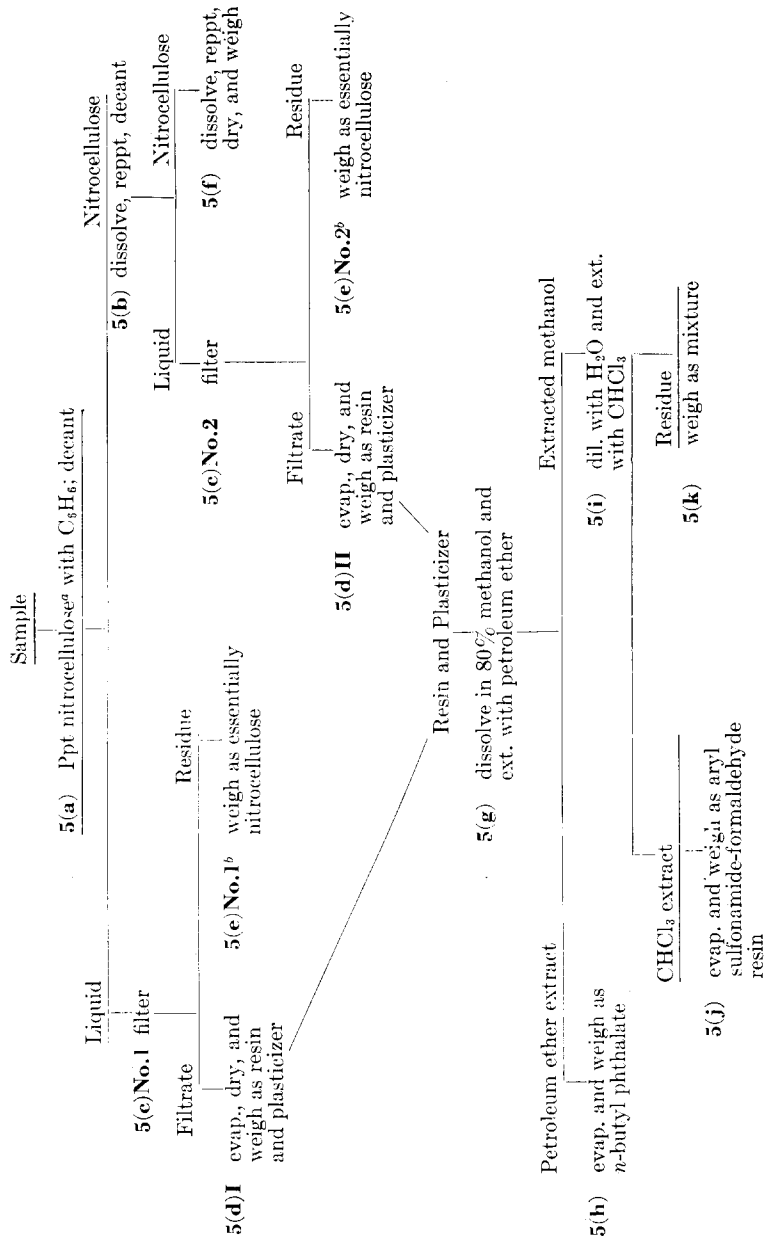 Sample
5(a) Ppt nitrocelluloseᵃ with C₆H₆; decant
Liquid
Nitrocellulose
5(c)No.1 filter
5(b) dissolve, reppt, decant
Filtrate
Residue
Liquid
Nitrocellulose
5(d)I evap., dry, and
weigh as resin
and plasticizer
5(e)No.1ᵇ weigh as essentially
nitrocellulose
5(c)No.2 filter
5(f) dissolve, reppt,
dry, and weigh
Filtrate
Residue
5(d)II evap., dry, and
weigh as resin
and plasticizer
5(e)No.2ᵇ weigh as essentially
nitrocellulose
Resin and Plasticizer
5(g) dissolve in 80% methanol and
ext. with petroleum ether
Petroleum ether extract
Extracted methanol
5(h) evap. and weigh as
n-butyl phthalate
5(i) dil. with H₂O and ext.
with CHCl₃
CHCl₃ extract
Residue
5(j) evap. and weigh as aryl
sulfonamide-formaldehyde
resin
5(k) weigh as mixture